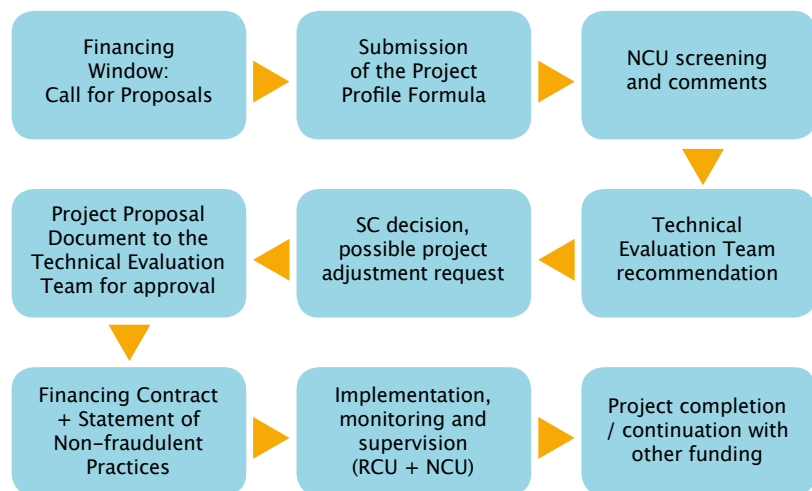 Financing
Window:
Call for Proposals
Submission
of the Project
Profile Formula
NCU screening
and comments
Project Proposal
Document to the
Technical Evaluation
Team for approval
SC decision,
possible project
adjustment request
Technical
Evaluation Team
recommendation
Financing Contract
+ Statement of
Non-fraudulent
Practices
Implementation,
monitoring and
supervision
(RCU + NCU)
Project completion
/ continuation with
other funding